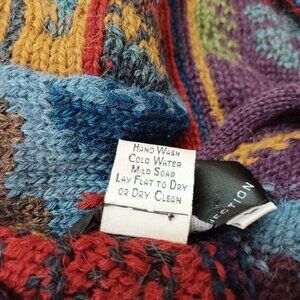 HAND WASH
COLD WATER
MILD SOAP
LAY FLAT TO DRY
OR DRY CLEAN